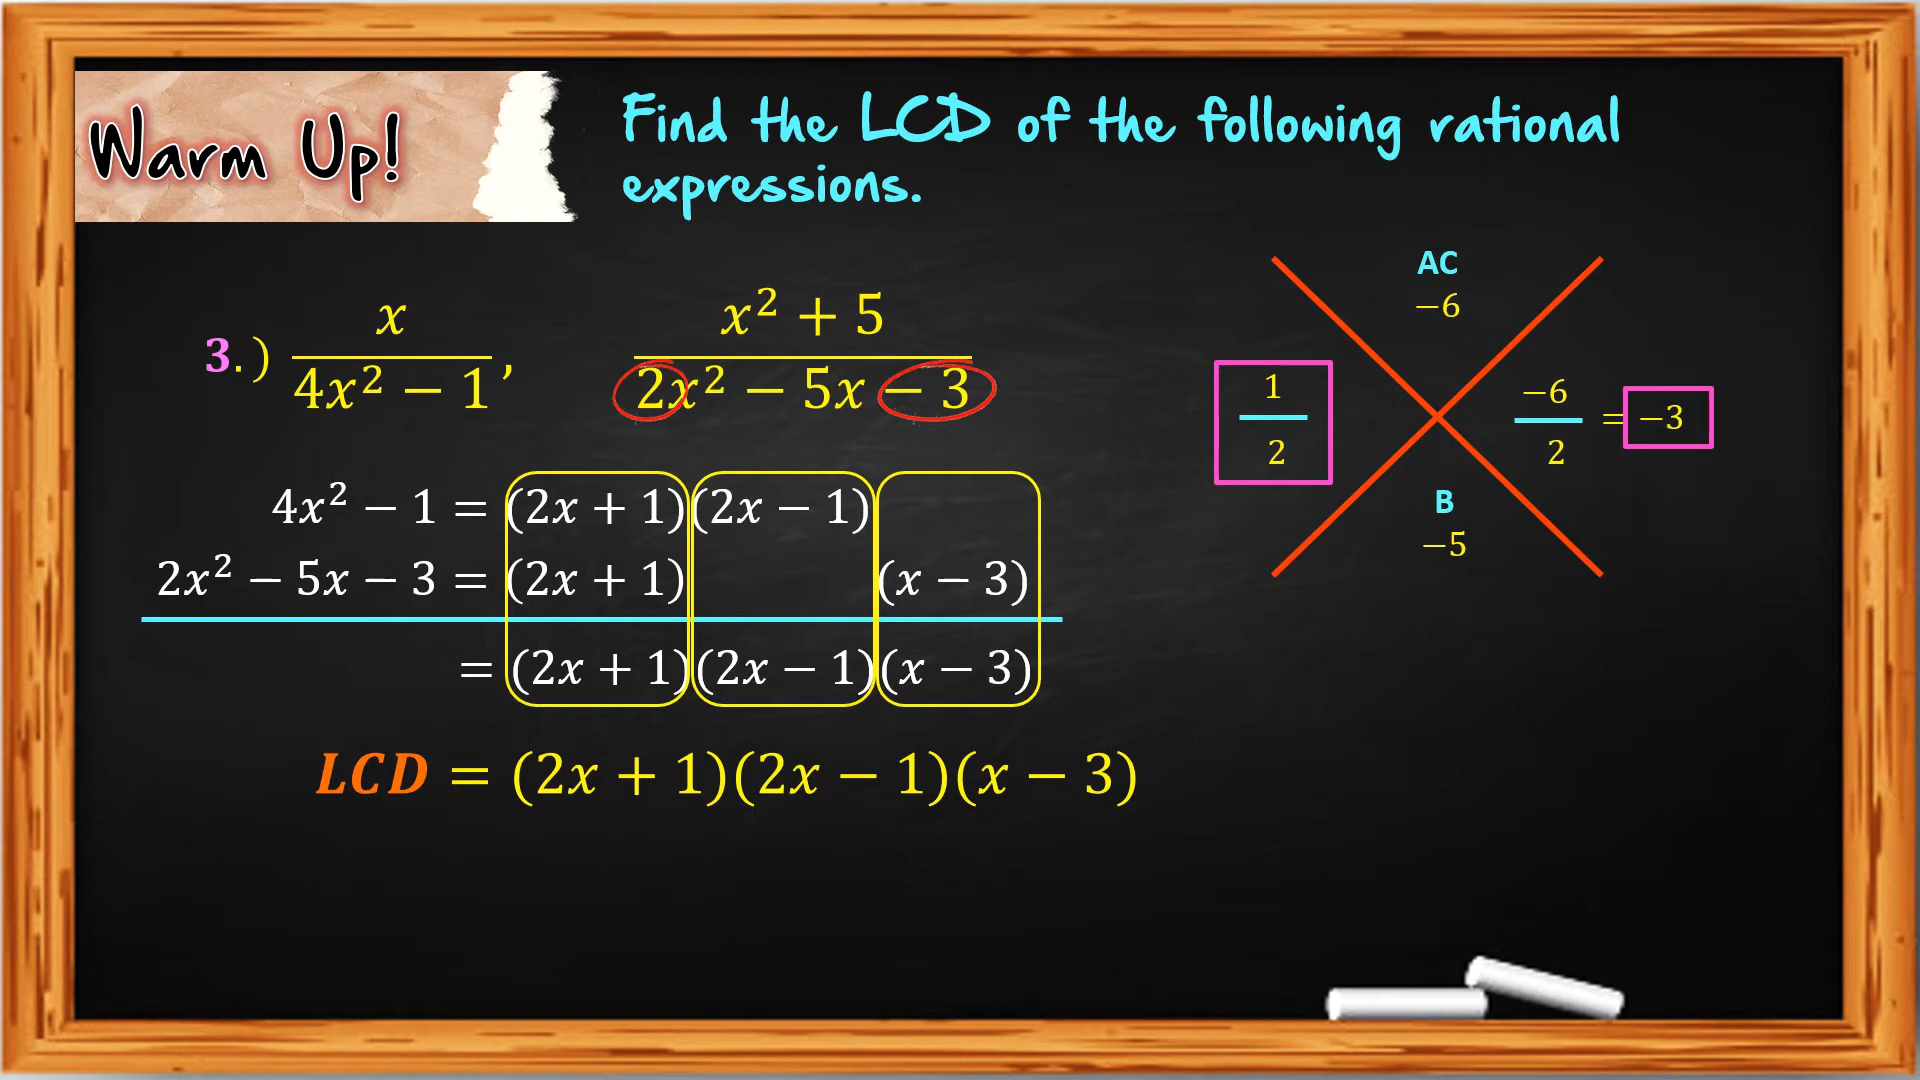 Warm Up!
Find the LCD of the following rational
expressions.
3.) x / (4x² − 1), (x² + 5) / (2x² − 5x − 3)
4x² − 1 = (2x + 1)(2x − 1)
2x² − 5x − 3 = (2x + 1) (x − 3)
= (2x + 1)(2x − 1)(x − 3)
LCD = (2x + 1)(2x − 1)(x − 3)
AC
−6
1 / 2
−6 / 2 = −3
B
−5